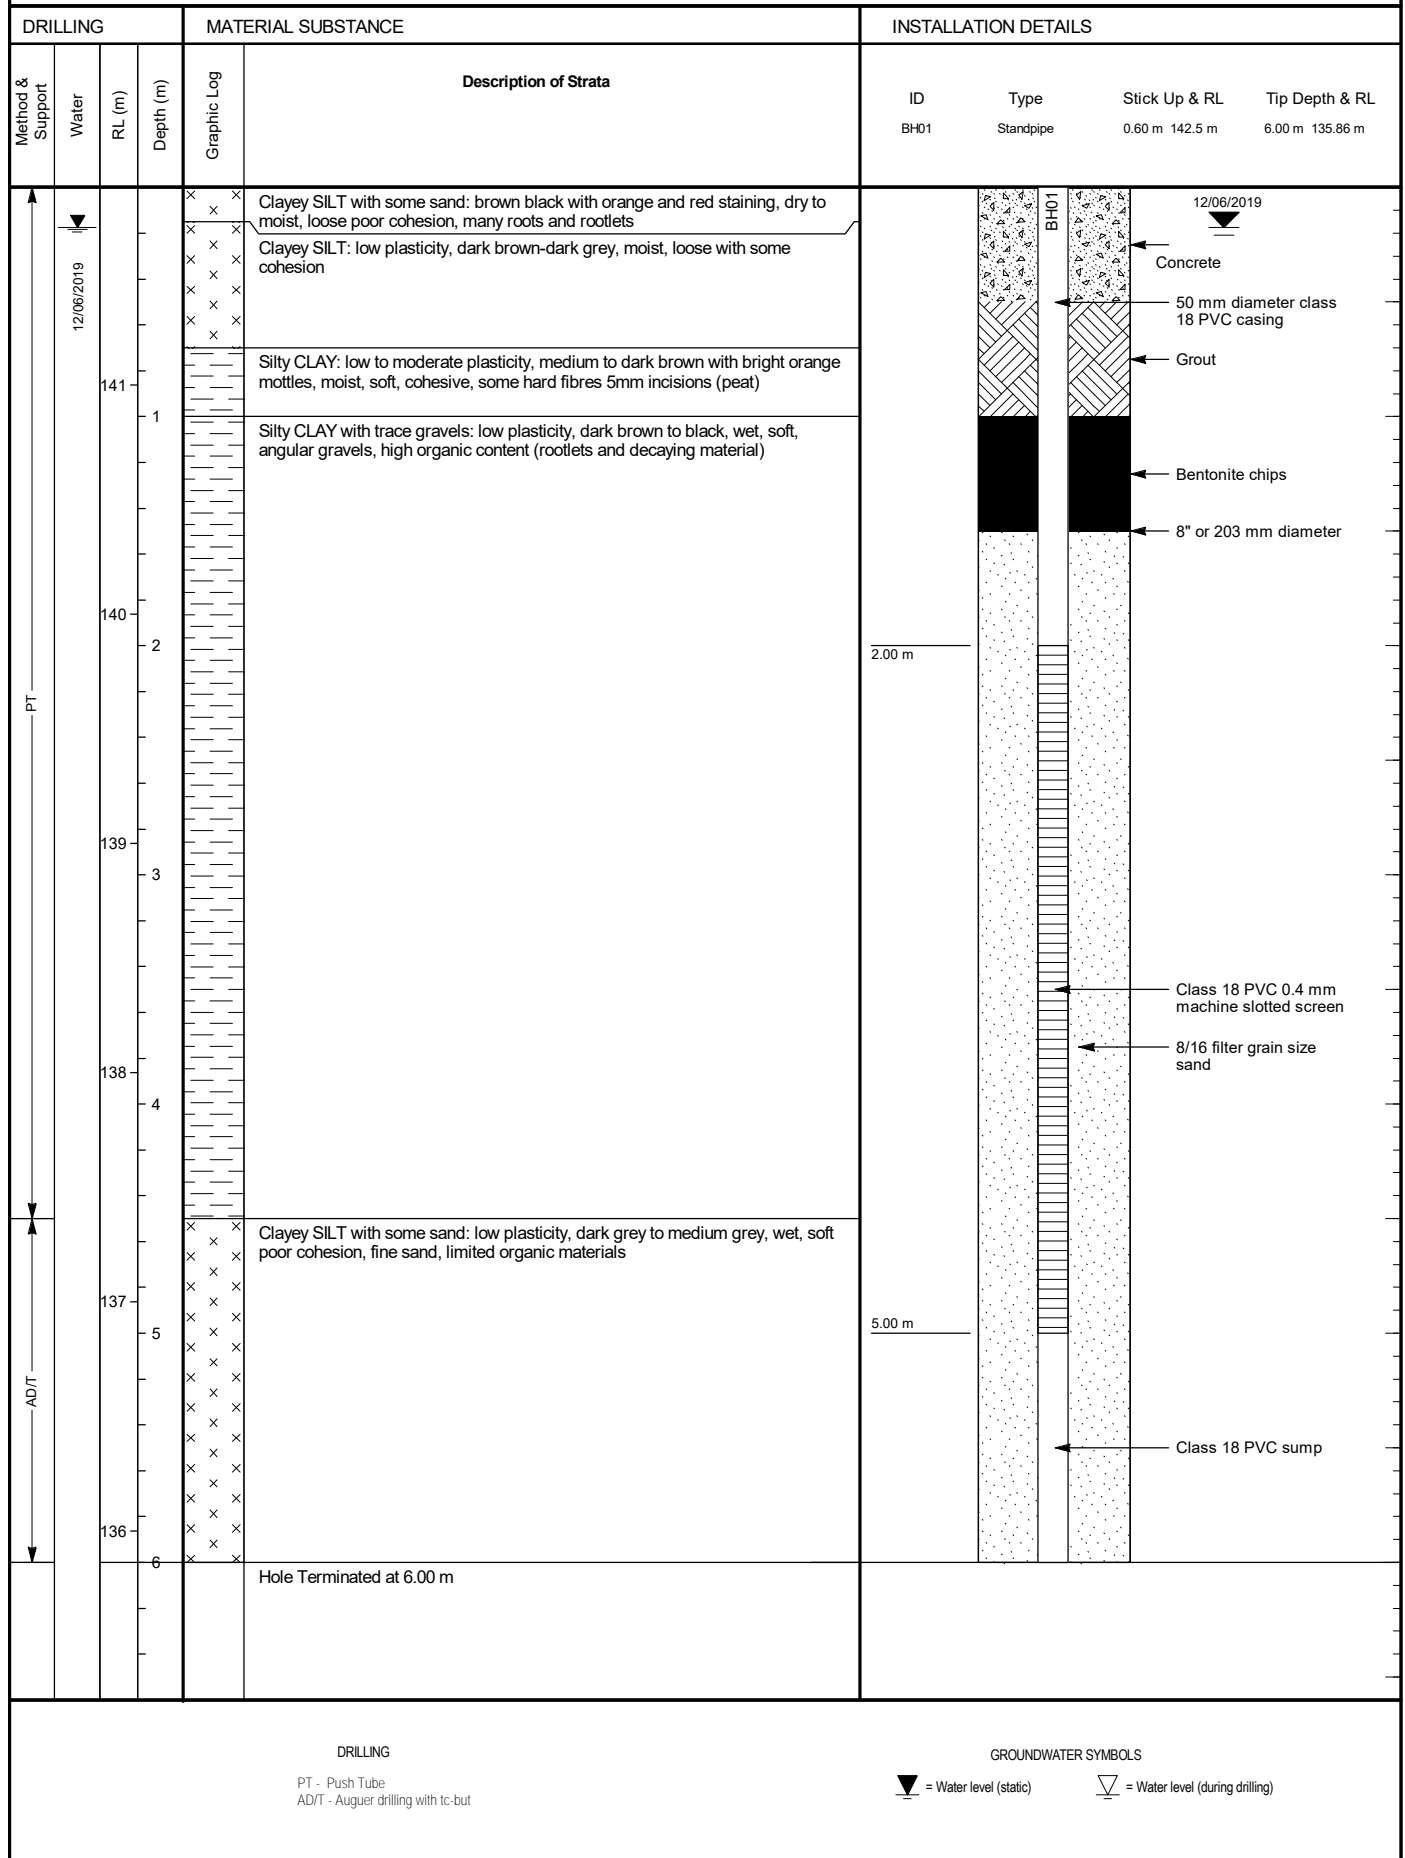 DRILLING
MATERIAL SUBSTANCE
INSTALLATION DETAILS
Method &
Support
Water
RL (m)
Depth (m)
Graphic Log
Description of Strata
ID
Type
Stick Up & RL
Tip Depth & RL
BH01
Standpipe
0.60 m 142.5 m
6.00 m 135.86 m
Clayey SILT with some sand: brown black with orange and red staining, dry to
moist, loose poor cohesion, many roots and rootlets
BH01
12/06/2019
Clayey SILT: low plasticity, dark brown-dark grey, moist, loose with some
cohesion
12/06/2019
Concrete
50 mm diameter class
18 PVC casing
Silty CLAY: low to moderate plasticity, medium to dark brown with bright orange
mottles, moist, soft, cohesive, some hard fibres 5mm incisions (peat)
Grout
141
1
Silty CLAY with trace gravels: low plasticity, dark brown to black, wet, soft,
angular gravels, high organic content (rootlets and decaying material)
Bentonite chips
8" or 203 mm diameter
140
2
2.00 m
PT
139
3
Class 18 PVC 0.4 mm
machine slotted screen
8/16 filter grain size
sand
138
4
Clayey SILT with some sand: low plasticity, dark grey to medium grey, wet, soft
poor cohesion, fine sand, limited organic materials
137
5
5.00 m
AD/T
Class 18 PVC sump
136
6
Hole Terminated at 6.00 m
DRILLING
PT - Push Tube
AD/T - Auguer drilling with tc-but
GROUNDWATER SYMBOLS
= Water level (static)
= Water level (during drilling)